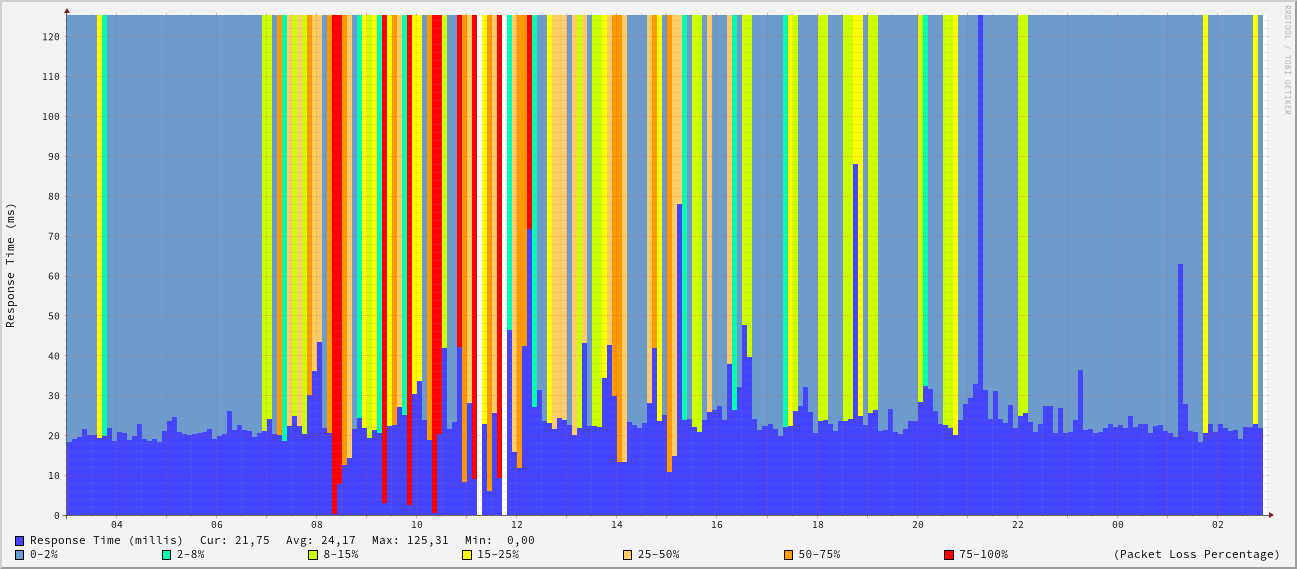 RRDTOOL / TOBI OETIKER
Response Time (ms)
120
110
100
90
80
70
60
50
40
30
20
10
0
04 06 08 10 12 14 16 18 20 22 00 02
Response Time (millis) Cur: 21,75 Avg: 24,17 Max: 125,31 Min: 0,00
0-2% 2-8% 8-15% 15-25% 25-50% 50-75% 75-100% (Packet Loss Percentage)